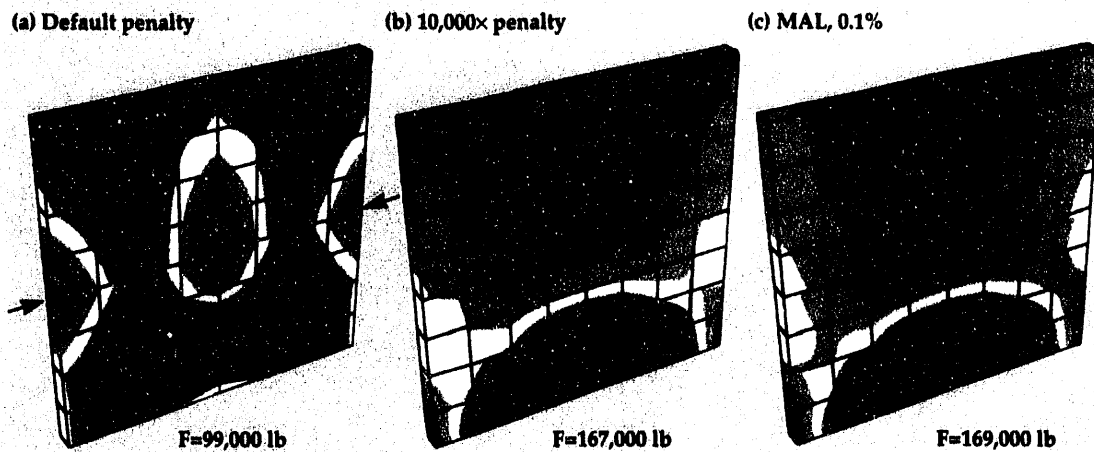 (a) Default penalty
(b) 10,000× penalty
(c) MAL, 0.1%
F=99,000 lb
F=167,000 lb
F=169,000 lb